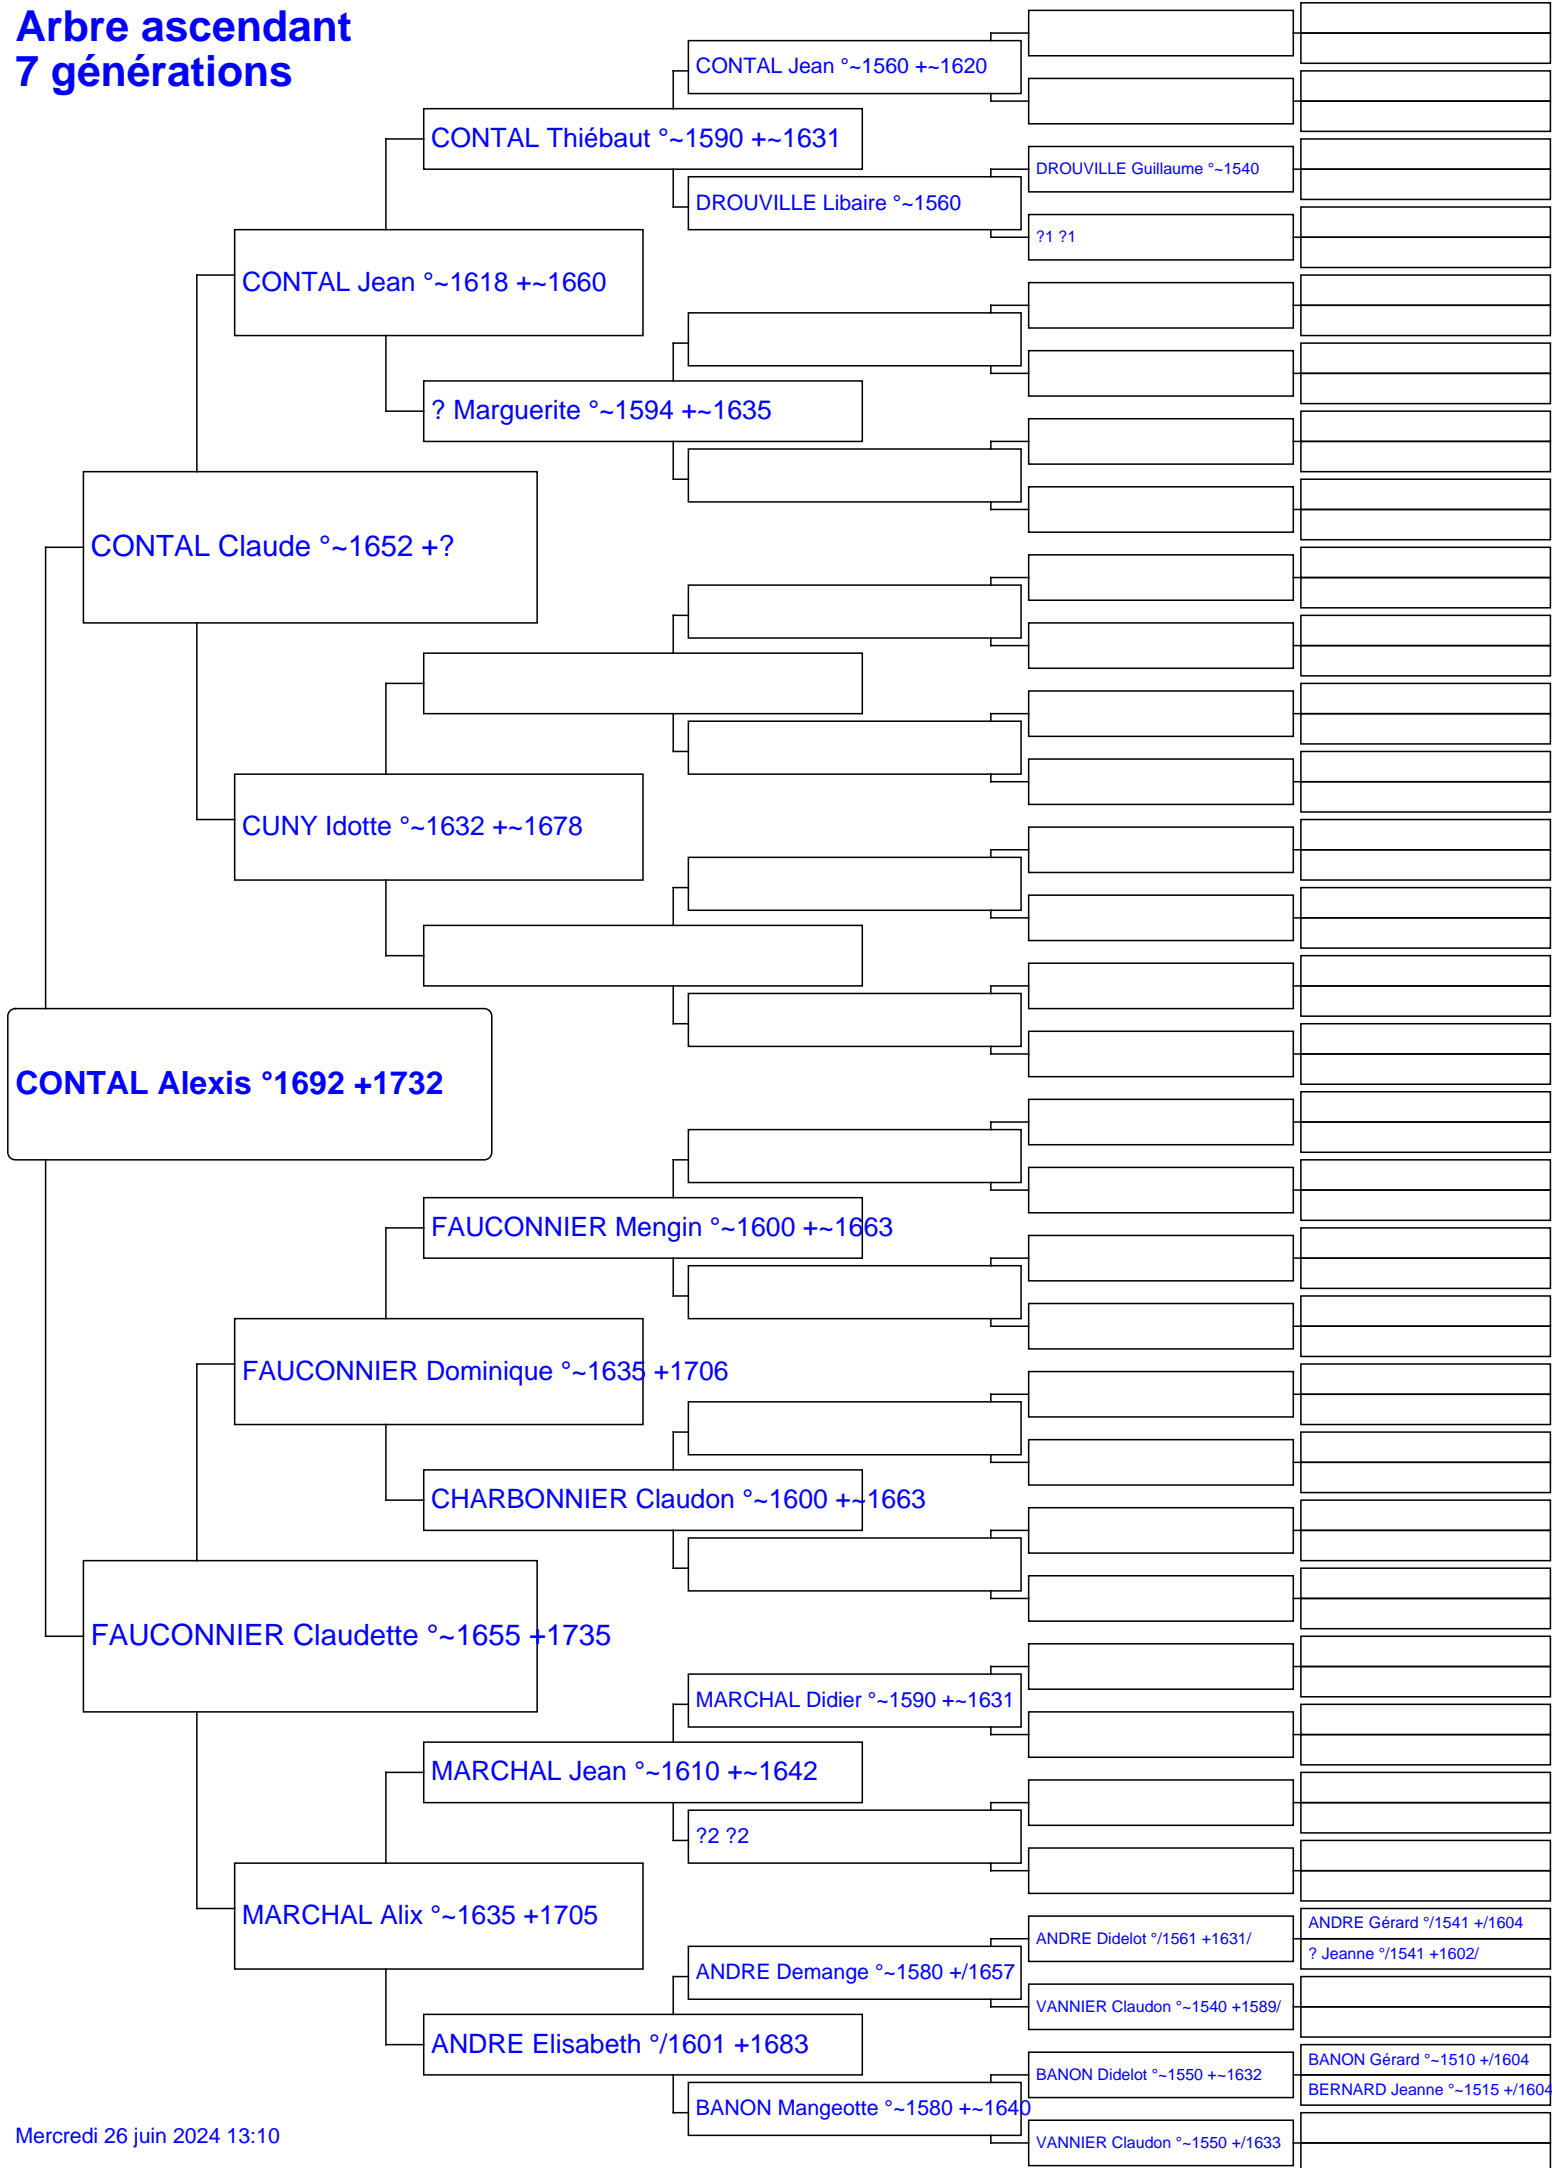 Arbre ascendant
7 générations
CONTAL Jean °~1560 +~1620
CONTAL Thiébaut °~1590 +~1631
DROUVILLE Guillaume °~1540
DROUVILLE Libaire °~1560
?1 ?1
CONTAL Jean °~1618 +~1660
? Marguerite °~1594 +~1635
CONTAL Claude °~1652 +?
CUNY Idotte °~1632 +~1678
CONTAL Alexis °1692 +1732
FAUCONNIER Mengin °~1600 +~1663
FAUCONNIER Dominique °~1635 +1706
CHARBONNIER Claudon °~1600 +~1663
FAUCONNIER Claudette °~1655 +1735
MARCHAL Didier °~1590 +~1631
MARCHAL Jean °~1610 +~1642
?2 ?2
MARCHAL Alix °~1635 +1705
ANDRE Gérard °/1541 +/1604
ANDRE Didelot °/1561 +1631/
? Jeanne °/1541 +1602/
ANDRE Demange °~1580 +/1657
VANNIER Claudon °~1540 +1589/
ANDRE Elisabeth °/1601 +1683
BANON Gérard °~1510 +/1604
BANON Didelot °~1550 +~1632
BERNARD Jeanne °~1515 +/1604
BANON Mangeotte °~1580 +~1640
VANNIER Claudon °~1550 +/1633
Mercredi 26 juin 2024 13:10